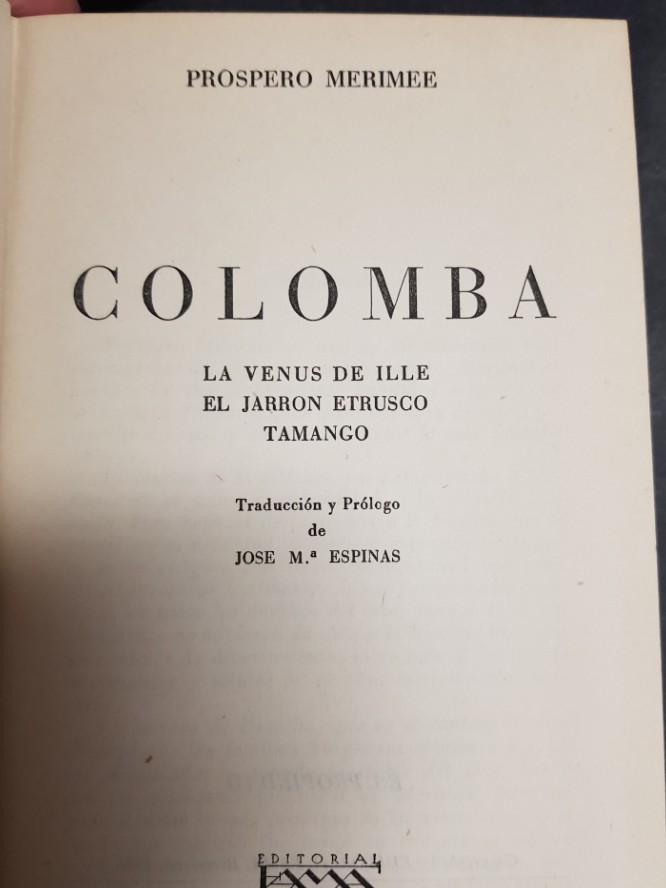 PROSPERO MERIMEE
COLOMBA
LA VENUS DE ILLE
EL JARRON ETRUSCO
TAMANGO
Traducción y Prólogo
de
JOSE M.ª ESPINAS
EDITORIAL